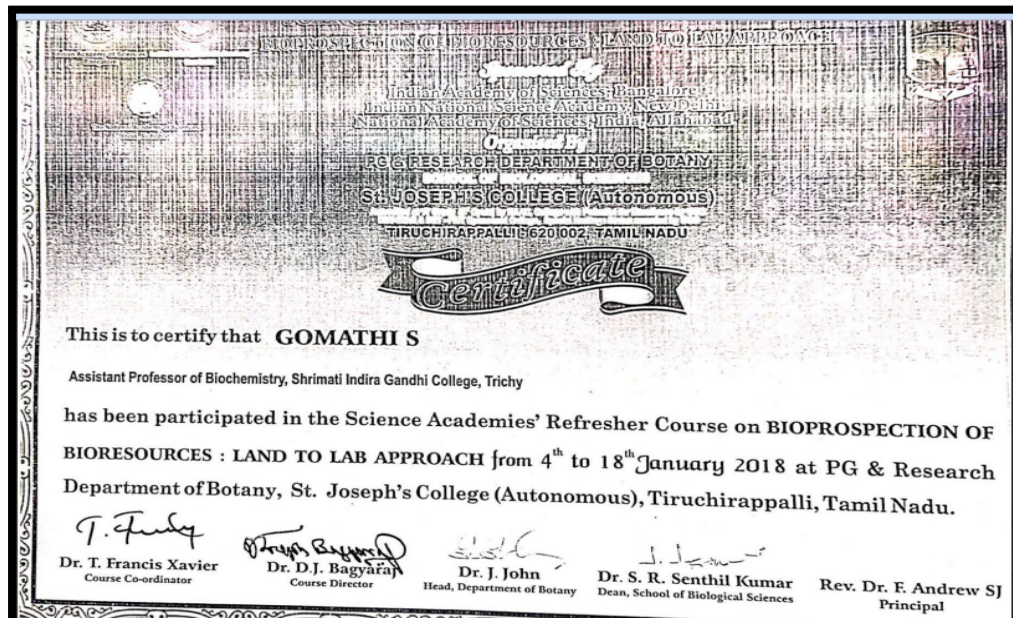 BIOPROSPECTION OF BIORESOURCES : LAND TO LAB APPROACH
Sponsored By
Indian Academy of Sciences, Bangalore
Indian National Science Academy, New Delhi
National Academy of Sciences, India, Allahabad
Organised By
PG & RESEARCH DEPARTMENT OF BOTANY
St. JOSEPH'S COLLEGE (Autonomous)
TIRUCHIRAPPALLI - 620 002, TAMIL NADU
Certificate
This is to certify that GOMATHI S
Assistant Professor of Biochemistry, Shrimati Indira Gandhi College, Trichy
has been participated in the Science Academies' Refresher Course on BIOPROSPECTION OF
BIORESOURCES : LAND TO LAB APPROACH from 4th to 18th January 2018 at PG & Research
Department of Botany, St. Joseph's College (Autonomous), Tiruchirappalli, Tamil Nadu.
Dr. T. Francis Xavier
Course Co-ordinator
Dr. D.J. Bagyaraj
Course Director
Dr. J. John
Head, Department of Botany
Dr. S. R. Senthil Kumar
Dean, School of Biological Sciences
Rev. Dr. F. Andrew SJ
Principal